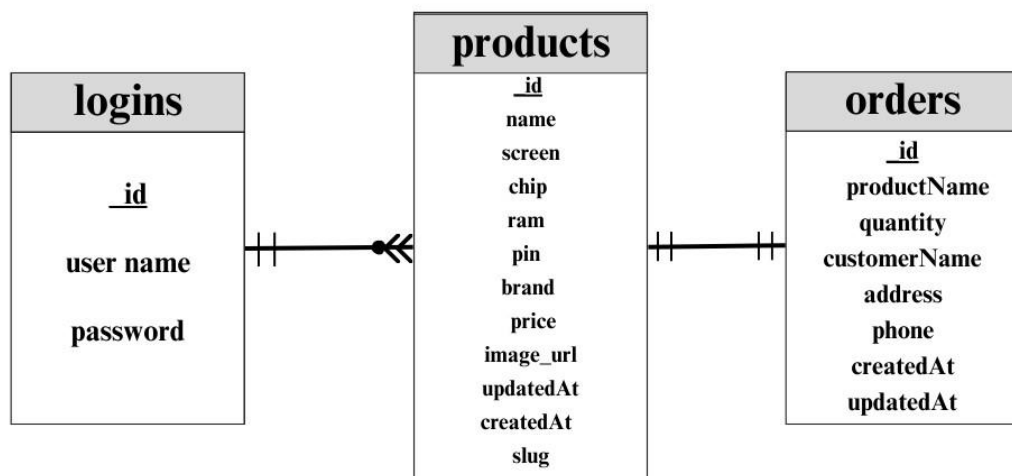 logins
_id
user name
password
products
_id
name
screen
chip
ram
pin
brand
price
image_url
updatedAt
createdAt
slug
orders
_id
productName
quantity
customerName
address
phone
createdAt
updatedAt